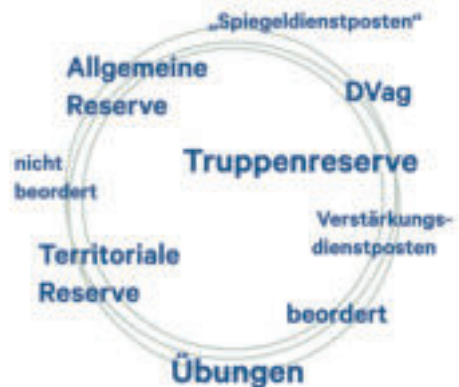 „Spiegeldienstposten“
Allgemeine
Reserve
DVag
nicht
beordert
Truppenreserve
Verstärkungs-
dienstposten
Territoriale
Reserve
beordert
Übungen